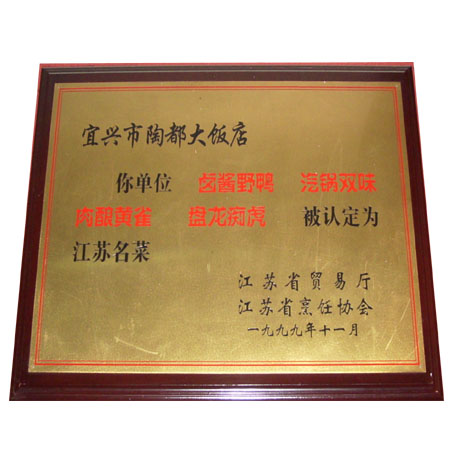 宜兴市陶都大饭店
你单位 卤酱野鸭 汽锅双味
肉酿黄雀 盘龙痴虎 被认定为
江苏名菜
江苏省贸易厅
江苏省烹饪协会
一九九九年十一月